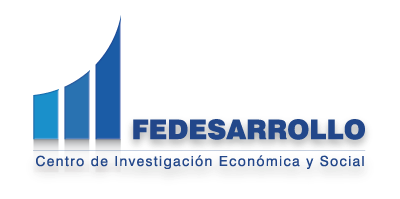 FEDESARROLLO
Centro de Investigación Económica y Social